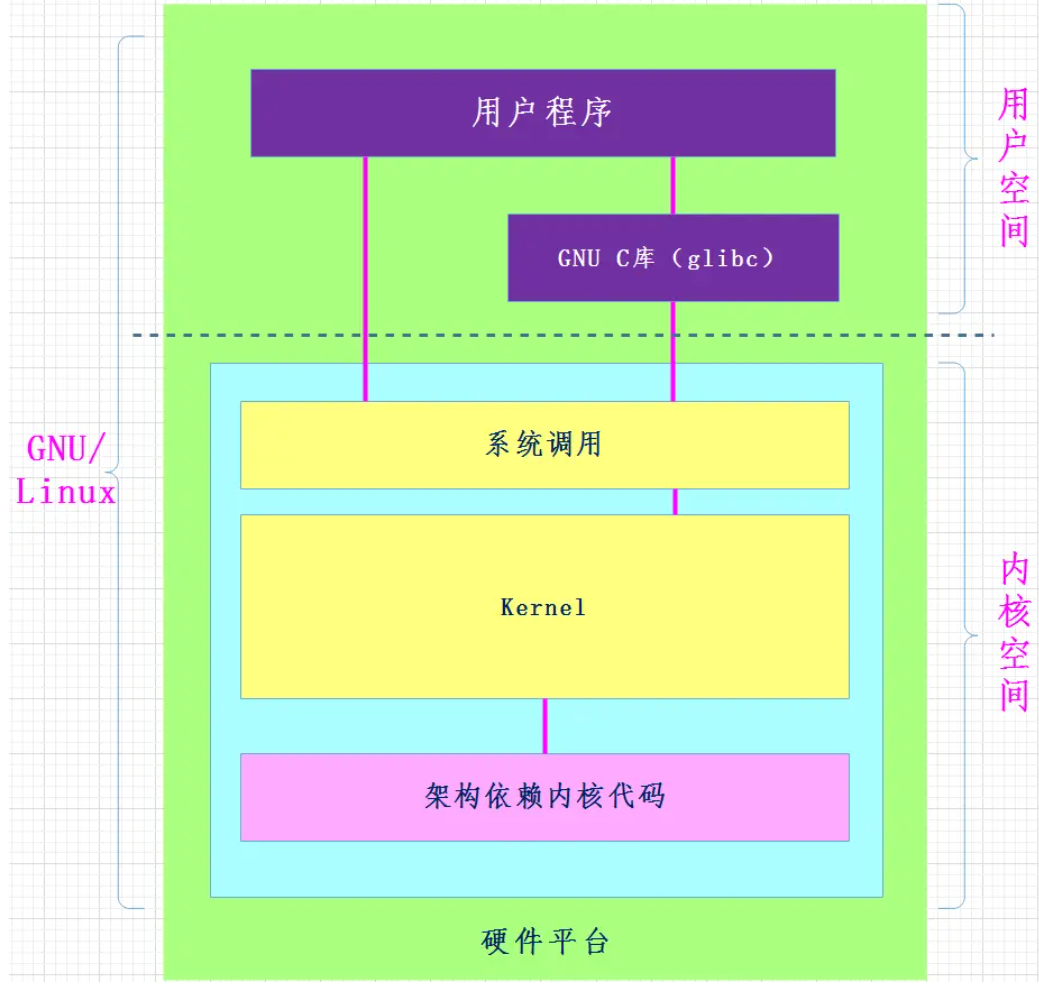 用户程序
用户空间
GNU C库（glibc）
GNU/
Linux
系统调用
Kernel
内核空间
架构依赖内核代码
硬件平台